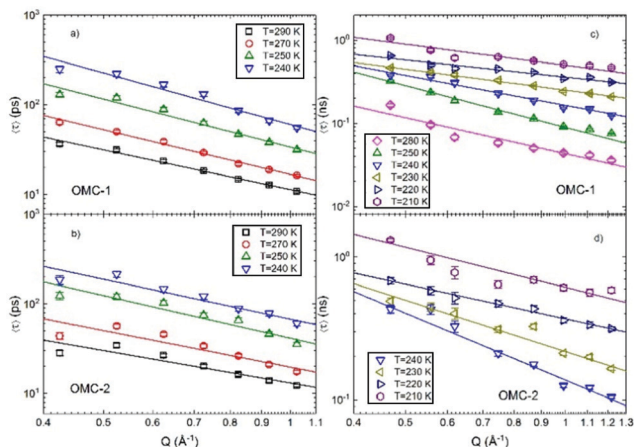 a)
T=290 K
T=270 K
T=250 K
T=240 K
OMC-1
⟨τ⟩ (ps)
10²
10¹
b)
T=290 K
T=270 K
T=250 K
T=240 K
OMC-2
⟨τ⟩ (ps)
10²
10¹
0.4 0.5 0.6 0.7 0.8 0.9 1 1.1
Q (Å⁻¹)
c)
T=280 K
T=250 K
T=240 K
T=230 K
T=220 K
T=210 K
OMC-1
⟨τ⟩ (ns)
10⁰
10⁻¹
10⁻²
d)
T=240 K
T=230 K
T=220 K
T=210 K
OMC-2
⟨τ⟩ (ns)
10⁰
10⁻¹
0.4 0.5 0.6 0.7 0.8 0.9 1 1.1 1.2 1.3
Q (Å⁻¹)